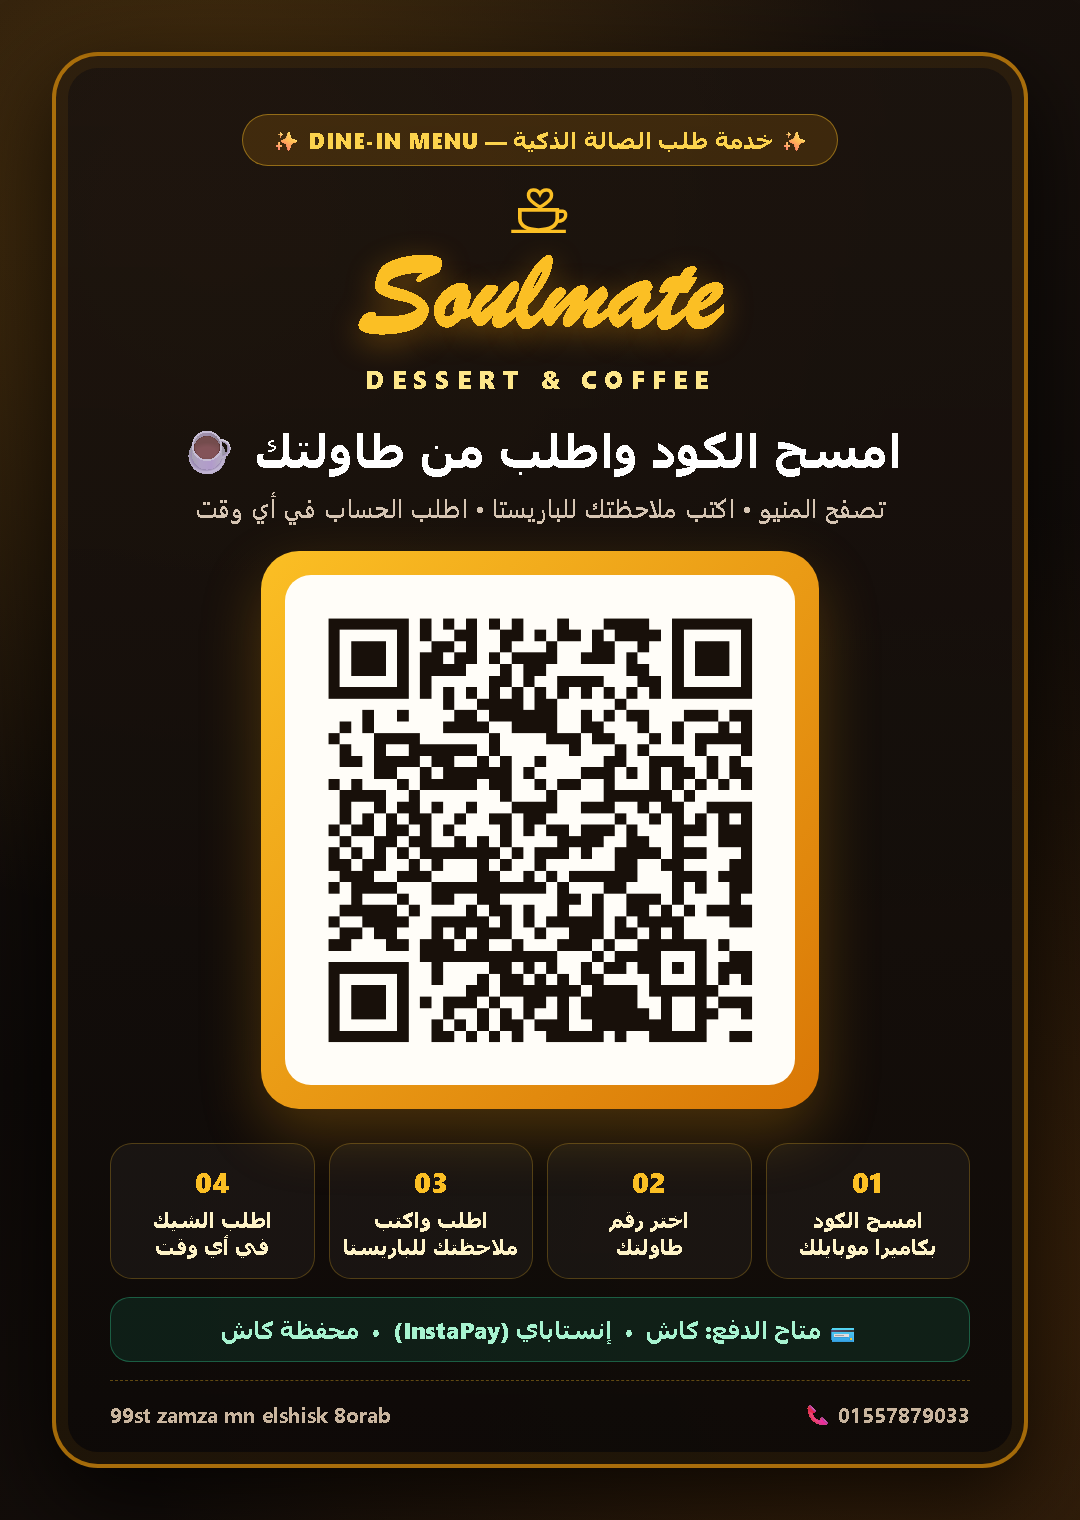 ✨ خدمة طلب الصالة الذكية — DINE-IN MENU ✨
Soulmate
DESSERT & COFFEE
امسح الكود واطلب من طاولتك ☕
تصفح المنيو • اكتب ملاحظتك للباريستا • اطلب الحساب في أي وقت
01
امسح الكود
بكاميرا موبايلك
02
اختر رقم
طاولتك
03
اطلب واكتب
ملاحظتك للباريستا
04
اطلب الشيك
في أي وقت
💳 متاح الدفع: كاش • إنستاباي (InstaPay) • محفظة كاش
📞 01557879033
99st zamza mn elshisk 8orab